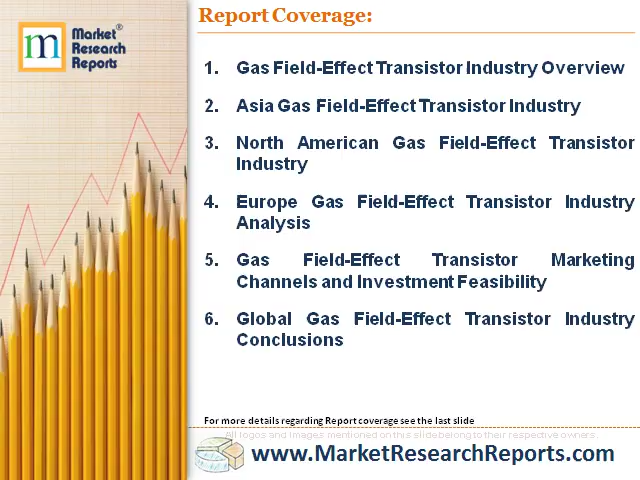 Market®
Research
Reports
m
Report Coverage:
1. Gas Field-Effect Transistor Industry Overview
2. Asia Gas Field-Effect Transistor Industry
3. North American Gas Field-Effect Transistor
Industry
4. Europe Gas Field-Effect Transistor Industry
Analysis
5. Gas Field-Effect Transistor Marketing
Channels and Investment Feasibility
6. Global Gas Field-Effect Transistor Industry
Conclusions
For more details regarding Report coverage see the last slide
All logos and Images mentioned on this slide belong to their respective owners.
www.MarketResearchReports.com